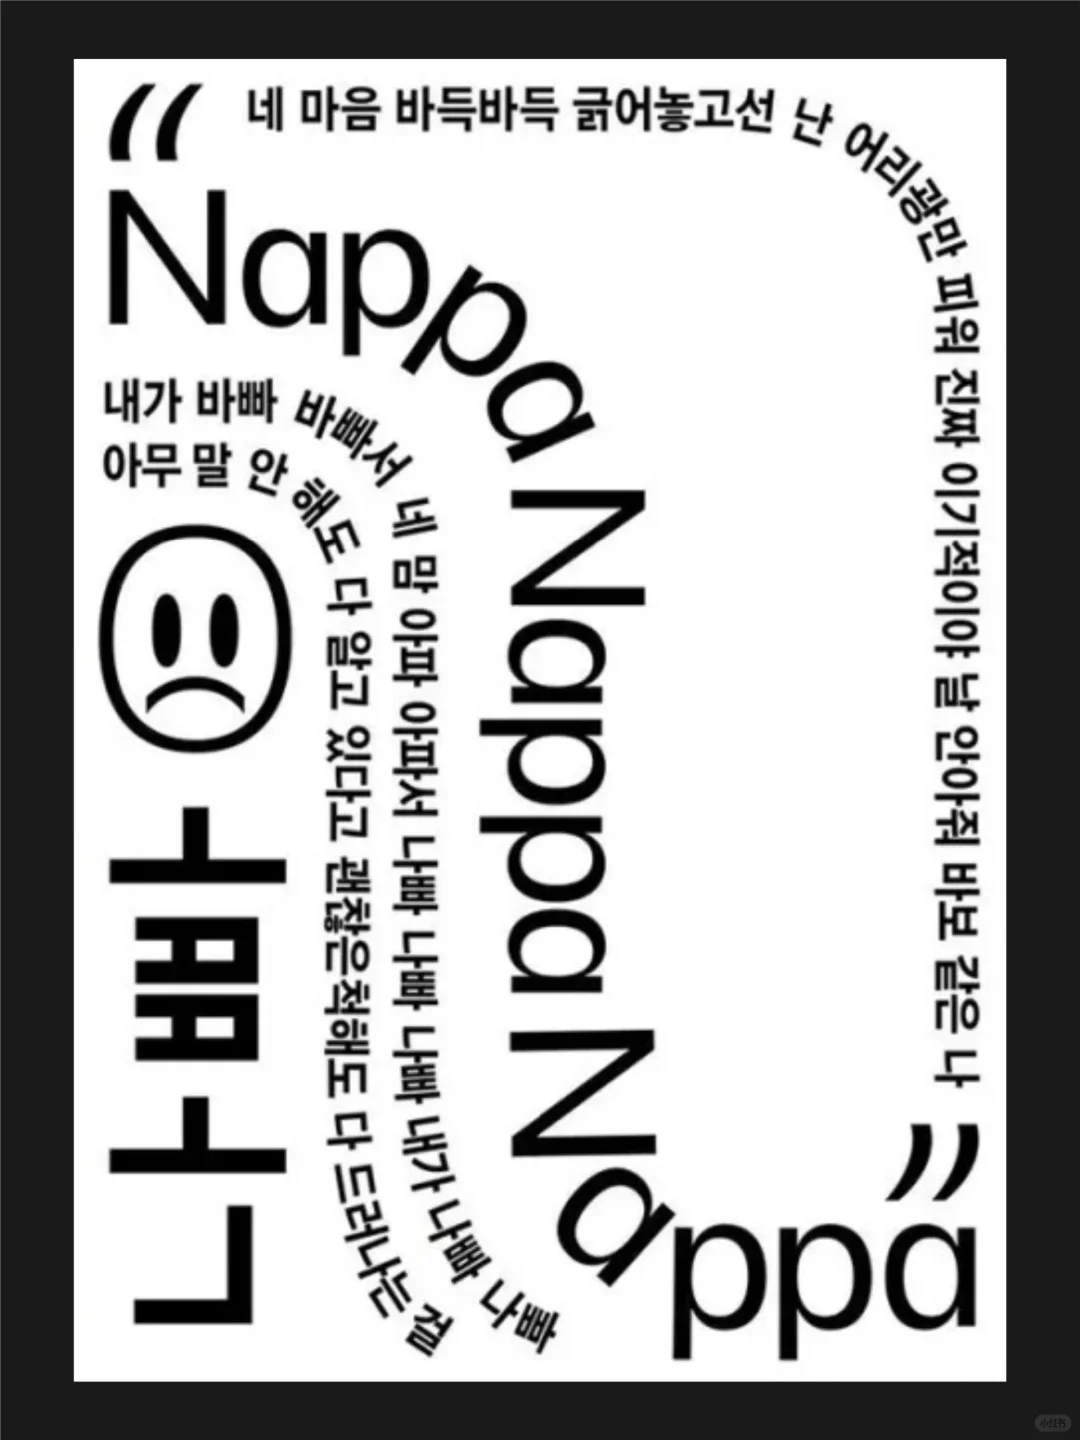 “
네 마음 바득바득 긁어놓고선 난 어리광만 피워 진짜 이기적이야 날 안아줘 바보 같은 나
Nappa Nappa Nappa
”
내가 바빠 바빠서 네 맘 아파 아파서 나빠 나빠 나빠 내가 나빠 나빠
아무 말 안 해도 다 알고 있다고 괜찮은척해도 다 드러나는 걸
나빠
小红书